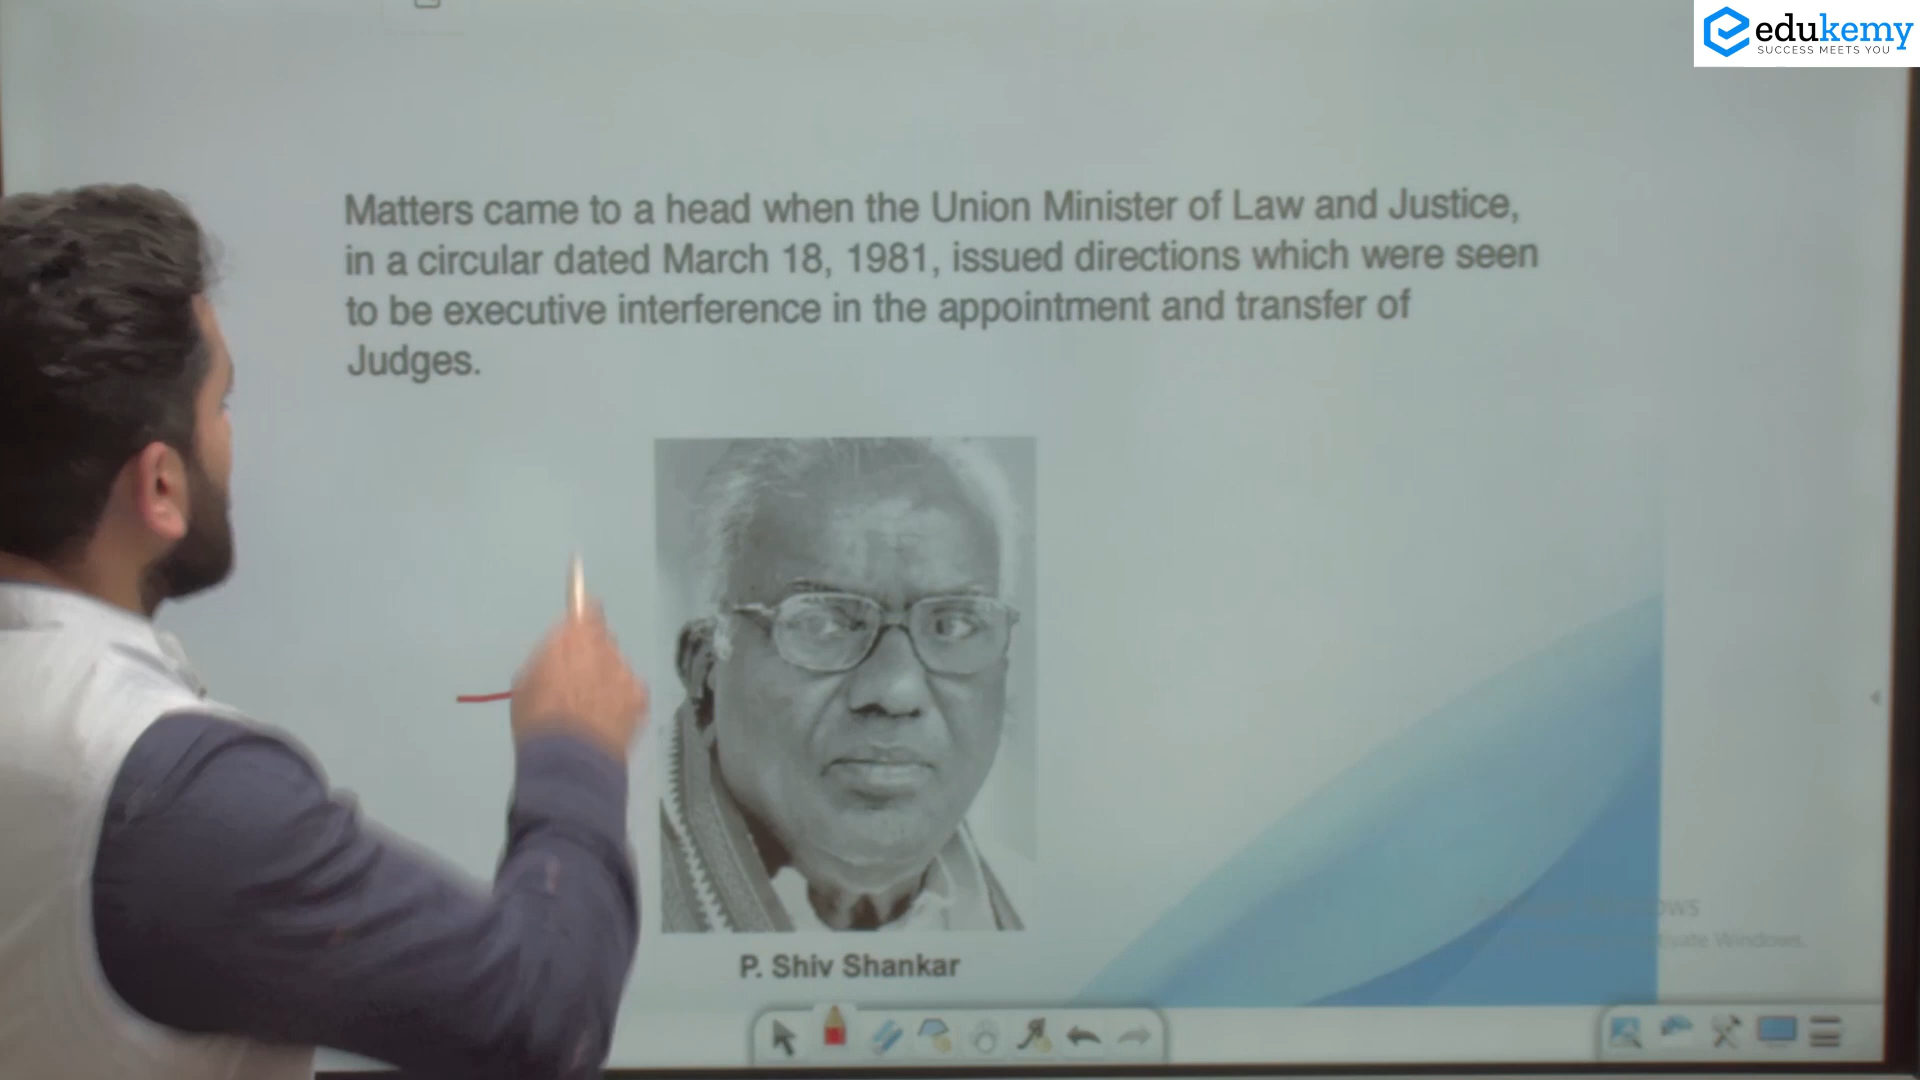 edukemy
SUCCESS MEETS YOU
Matters came to a head when the Union Minister of Law and Justice,
in a circular dated March 18, 1981, issued directions which were seen
to be executive interference in the appointment and transfer of
Judges.
P. Shiv Shankar
Windows.